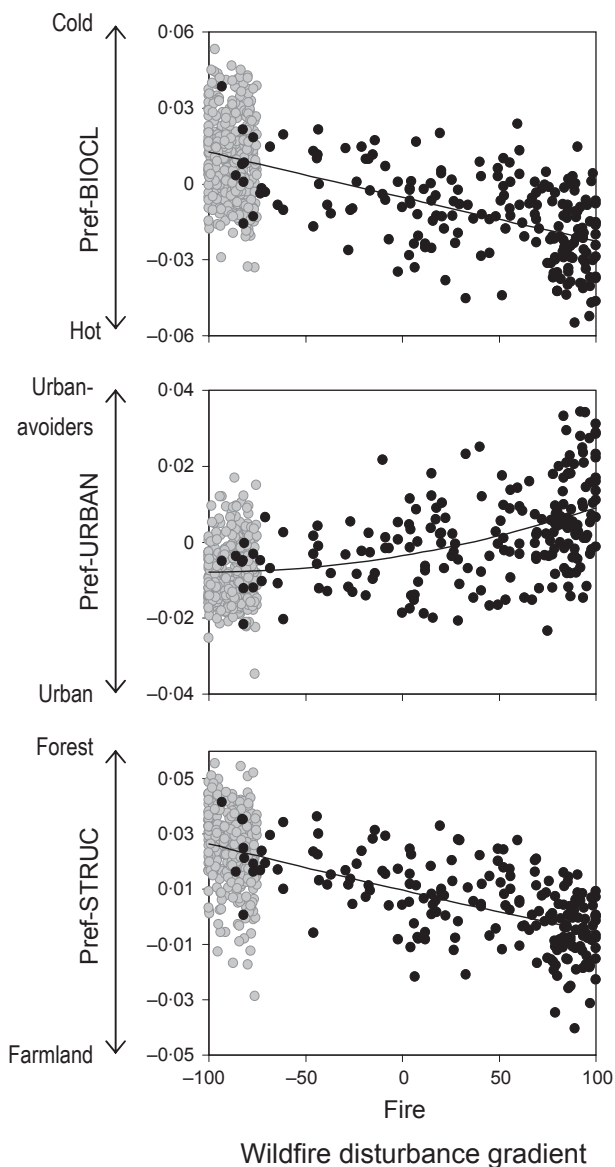 Cold
0·06
0·03
Pref-BIOCL
0
–0·03
Hot
–0·06
Urban-
avoiders
0·04
0·02
Pref-URBAN
0
–0·02
Urban
–0·04
Forest
0·05
0·03
Pref-STRUC
0·01
–0·01
–0·03
Farmland
–0·05
–100 –50 0 50 100
Fire
Wildfire disturbance gradient